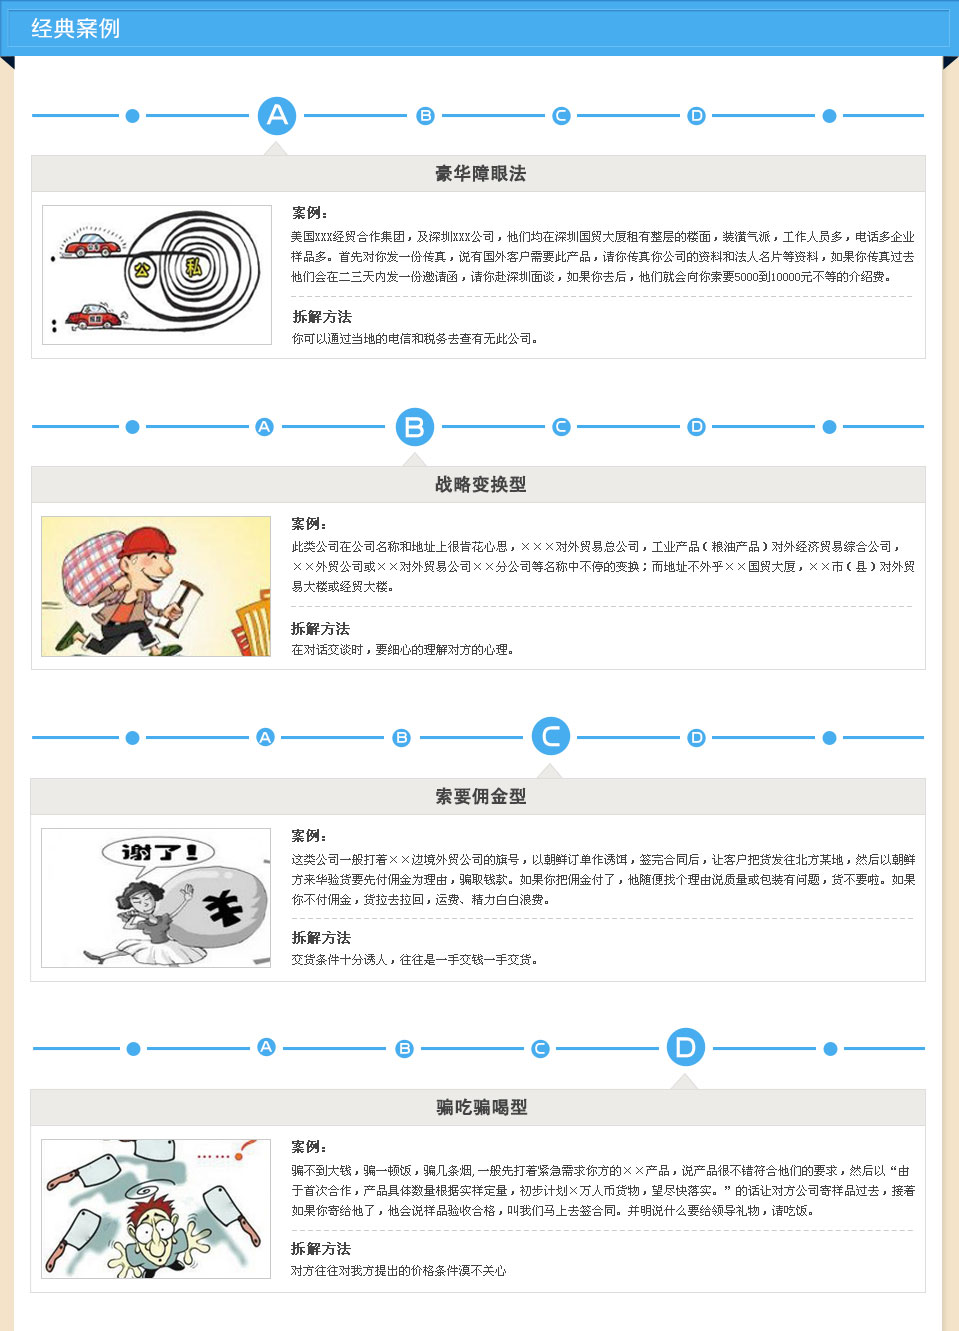 经典案例
A B C D
豪华障眼法
公 私
案例：
美国XXX经贸合作集团，及深圳XXX公司，他们均在深圳国贸大厦租有整层的楼面，装潢气派，工作人员多，电话多企业
样品多。首先对你发一份传真，说有国外客户需要此产品，请你传真你公司的资料和法人名片等资料，如果你传真过去
他们会在二三天内发一份邀请函，请你赴深圳面谈，如果你去后，他们就会向你索要5000到10000元不等的介绍费。
拆解方法
你可以通过当地的电信和税务去查有无此公司。
A B C D
战略变换型
案例：
此类公司在公司名称和地址上很肯花心思，×××对外贸易总公司，工业产品（粮油产品）对外经济贸易综合公司，
××外贸公司或××对外贸易公司××分公司等名称中不停的变换；而地址不外乎××国贸大厦，××市（县）对外贸
易大楼或经贸大楼。
拆解方法
在对话交谈时，要细心的理解对方的心理。
A B C D
索要佣金型
谢了！
案例：
这类公司一般打着××边境外贸公司的旗号，以朝鲜订单作诱饵，签完合同后，让客户把货发往北方某地，然后以朝鲜
方来华验货要先付佣金为理由，骗取钱款。如果你把佣金付了，他随便找个理由说质量或包装有问题，货不要啦。如果
你不付佣金，货拉去拉回，运费、精力白白浪费。
拆解方法
交货条件十分诱人，往往是一手交钱一手交货。
A B C D
骗吃骗喝型
案例：
骗不到大钱，骗一顿饭，骗几条烟,一般先打着紧急需求你方的××产品，说产品很不错符合他们的要求，然后以“由
于首次合作，产品具体数量根据实样定量，初步计划×万人币货物，望尽快落实。”的话让对方公司寄样品过去，接着
如果你寄给他了，他会说样品验收合格，叫我们马上去签合同。并明说什么要给领导礼物，请吃饭。
拆解方法
对方往往对我方提出的价格条件漠不关心